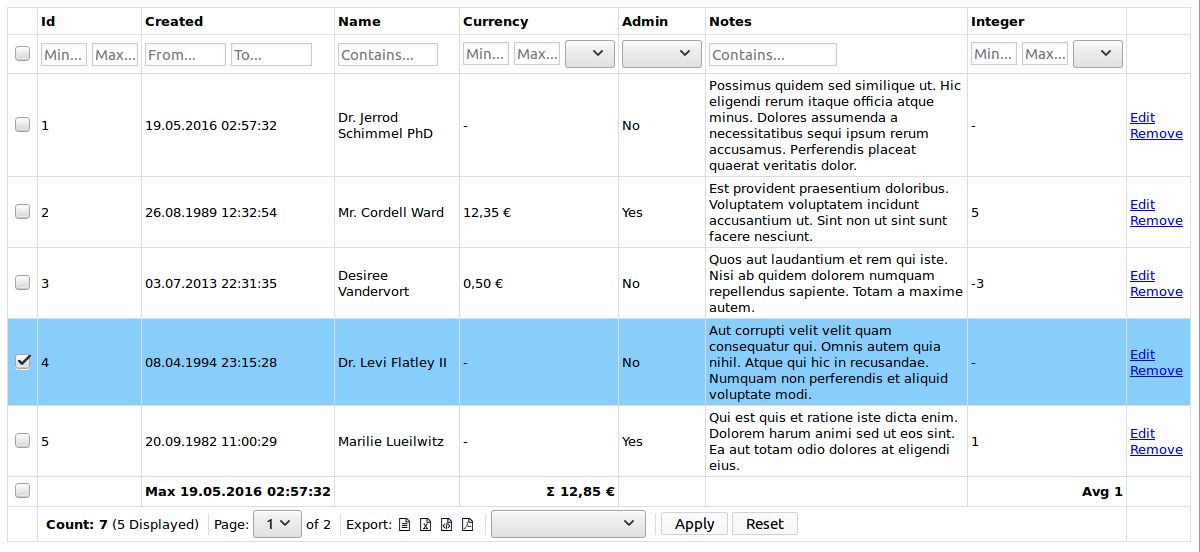 Id Created Name Currency Admin Notes Integer
Min... Max... From... To... Contains... Min... Max... Contains... Min... Max...
1 19.05.2016 02:57:32 Dr. Jerrod Schimmel PhD - No Possimus quidem sed similique ut. Hic - Edit
eligendi rerum itaque officia atque
minus. Dolores assumenda a
necessitatibus sequi ipsum rerum
accusamus. Perferendis placeat
quaerat veritatis dolor.
Remove
2 26.08.1989 12:32:54 Mr. Cordell Ward 12,35 € Yes Est provident praesentium doloribus. 5 Edit
Voluptatem voluptatem incidunt
accusantium ut. Sint non ut sint sunt
facere nesciunt.
Remove
3 03.07.2013 22:31:35 Desiree Vandervort 0,50 € No Quos aut laudantium et rem qui iste. -3 Edit
Nisi ab quidem dolorem numquam
repellendus sapiente. Totam a maxime
autem.
Remove
4 08.04.1994 23:15:28 Dr. Levi Flatley II - No Aut corrupti velit velit quam - Edit
consequatur qui. Omnis autem quia
nihil. Atque qui hic in recusandae.
Numquam non perferendis et aliquid
voluptate modi.
Remove
5 20.09.1982 11:00:29 Marilie Lueilwitz - Yes Qui est quis et ratione iste dicta enim. 1 Edit
Dolorem harum animi sed ut eos sint.
Ea aut totam odio dolores at eligendi
eius.
Remove
Max 19.05.2016 02:57:32 Σ 12,85 € Avg 1
Count: 7 (5 Displayed) Page: 1 of 2 Export: Apply Reset